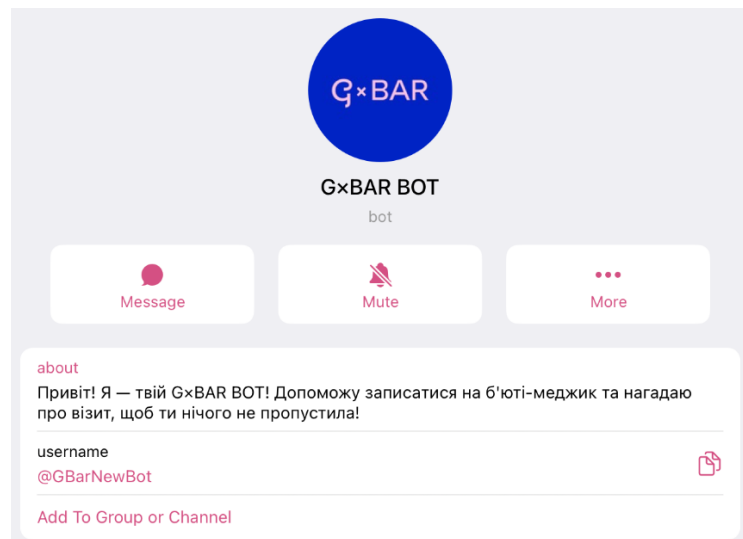 G×BAR
G×BAR BOT
bot
Message
Mute
More
about
Привіт! Я — твій G×BAR BOT! Допоможу записатися на б'юті-меджик та нагадаю
про візит, щоб ти нічого не пропустила!
username
@GBarNewBot
Add To Group or Channel